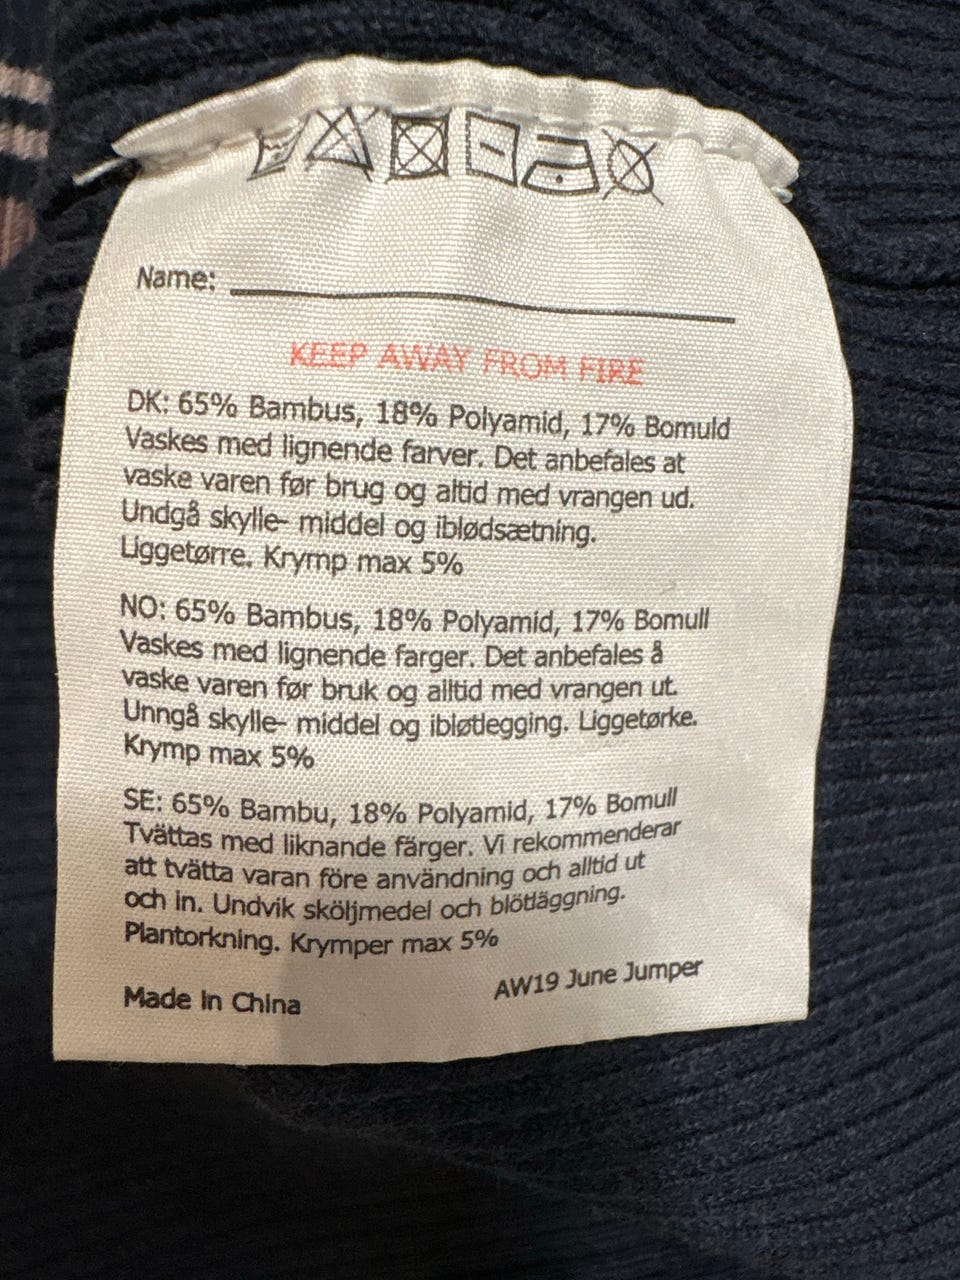 Name:
KEEP AWAY FROM FIRE
DK: 65% Bambus, 18% Polyamid, 17% Bomuld
Vaskes med lignende farver. Det anbefales at
vaske varen før brug og altid med vrangen ud.
Undgå skylle- middel og iblødsætning.
Liggetørre. Krymp max 5%
NO: 65% Bambus, 18% Polyamid, 17% Bomull
Vaskes med lignende farger. Det anbefales å
vaske varen før bruk og alltid med vrangen ut.
Unngå skylle- middel og ibløtlegging. Liggetørke.
Krymp max 5%
SE: 65% Bambu, 18% Polyamid, 17% Bomull
Tvättas med liknande färger. Vi rekommenderar
att tvätta varan före användning och alltid ut
och in. Undvik sköljmedel och blötläggning.
Plantorkning. Krymper max 5%
AW19 June Jumper
Made in China